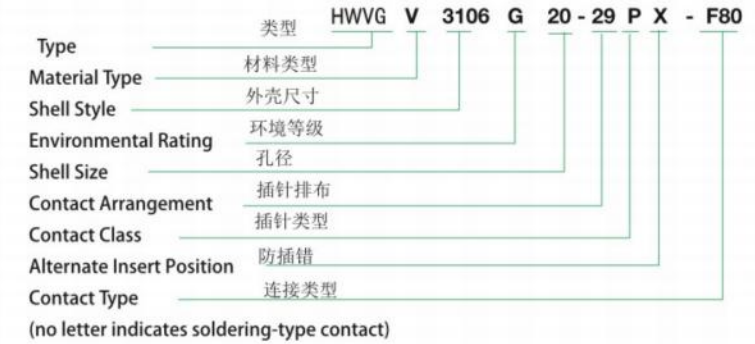 HWVG V 3106 G 20 - 29 P X - F80
Type 类型
Material Type 材料类型
Shell Style 外壳尺寸
Environmental Rating 环境等级
Shell Size 孔径
Contact Arrangement 插针排布
Contact Class 插针类型
Alternate Insert Position 防插错
Contact Type 连接类型
(no letter indicates soldering-type contact)